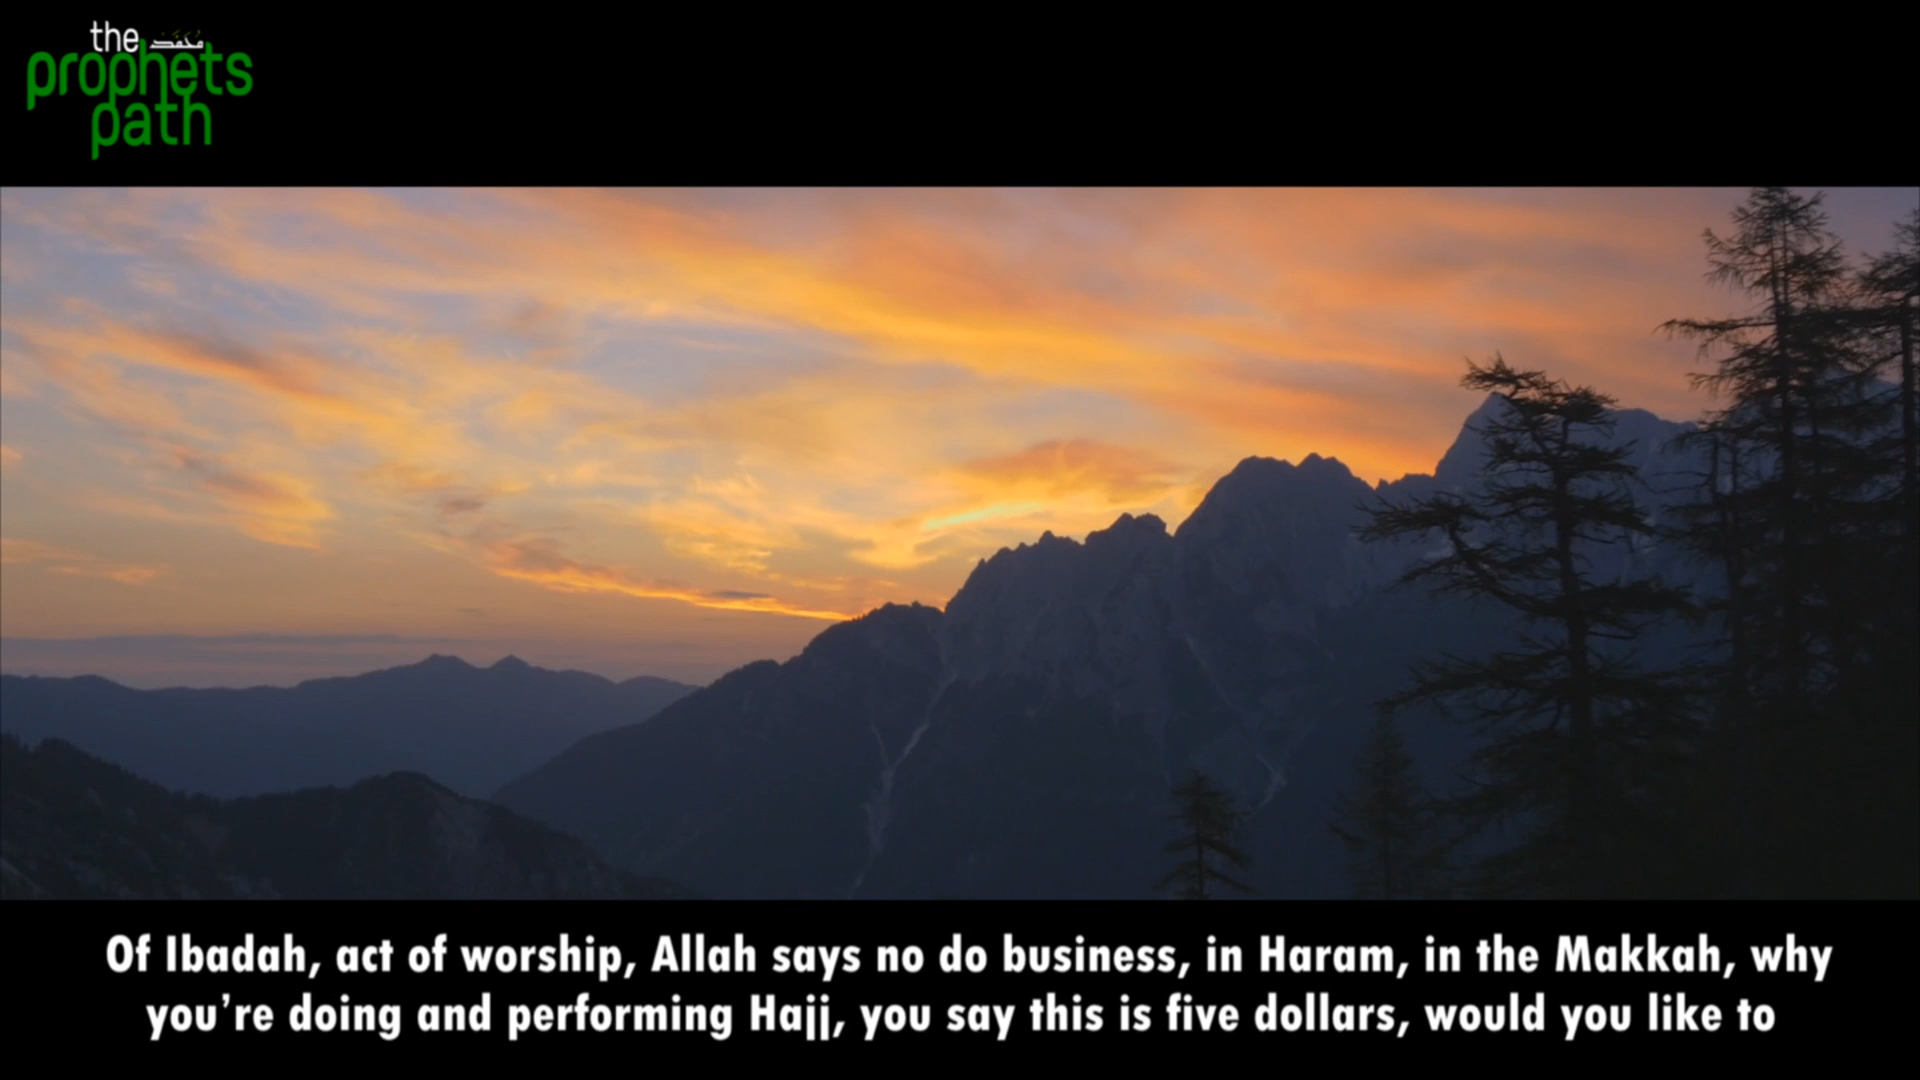 the مُحَمَّد
prophets
path
Of Ibadah, act of worship, Allah says no do business, in Haram, in the Makkah, why
you're doing and performing Hajj, you say this is five dollars, would you like to